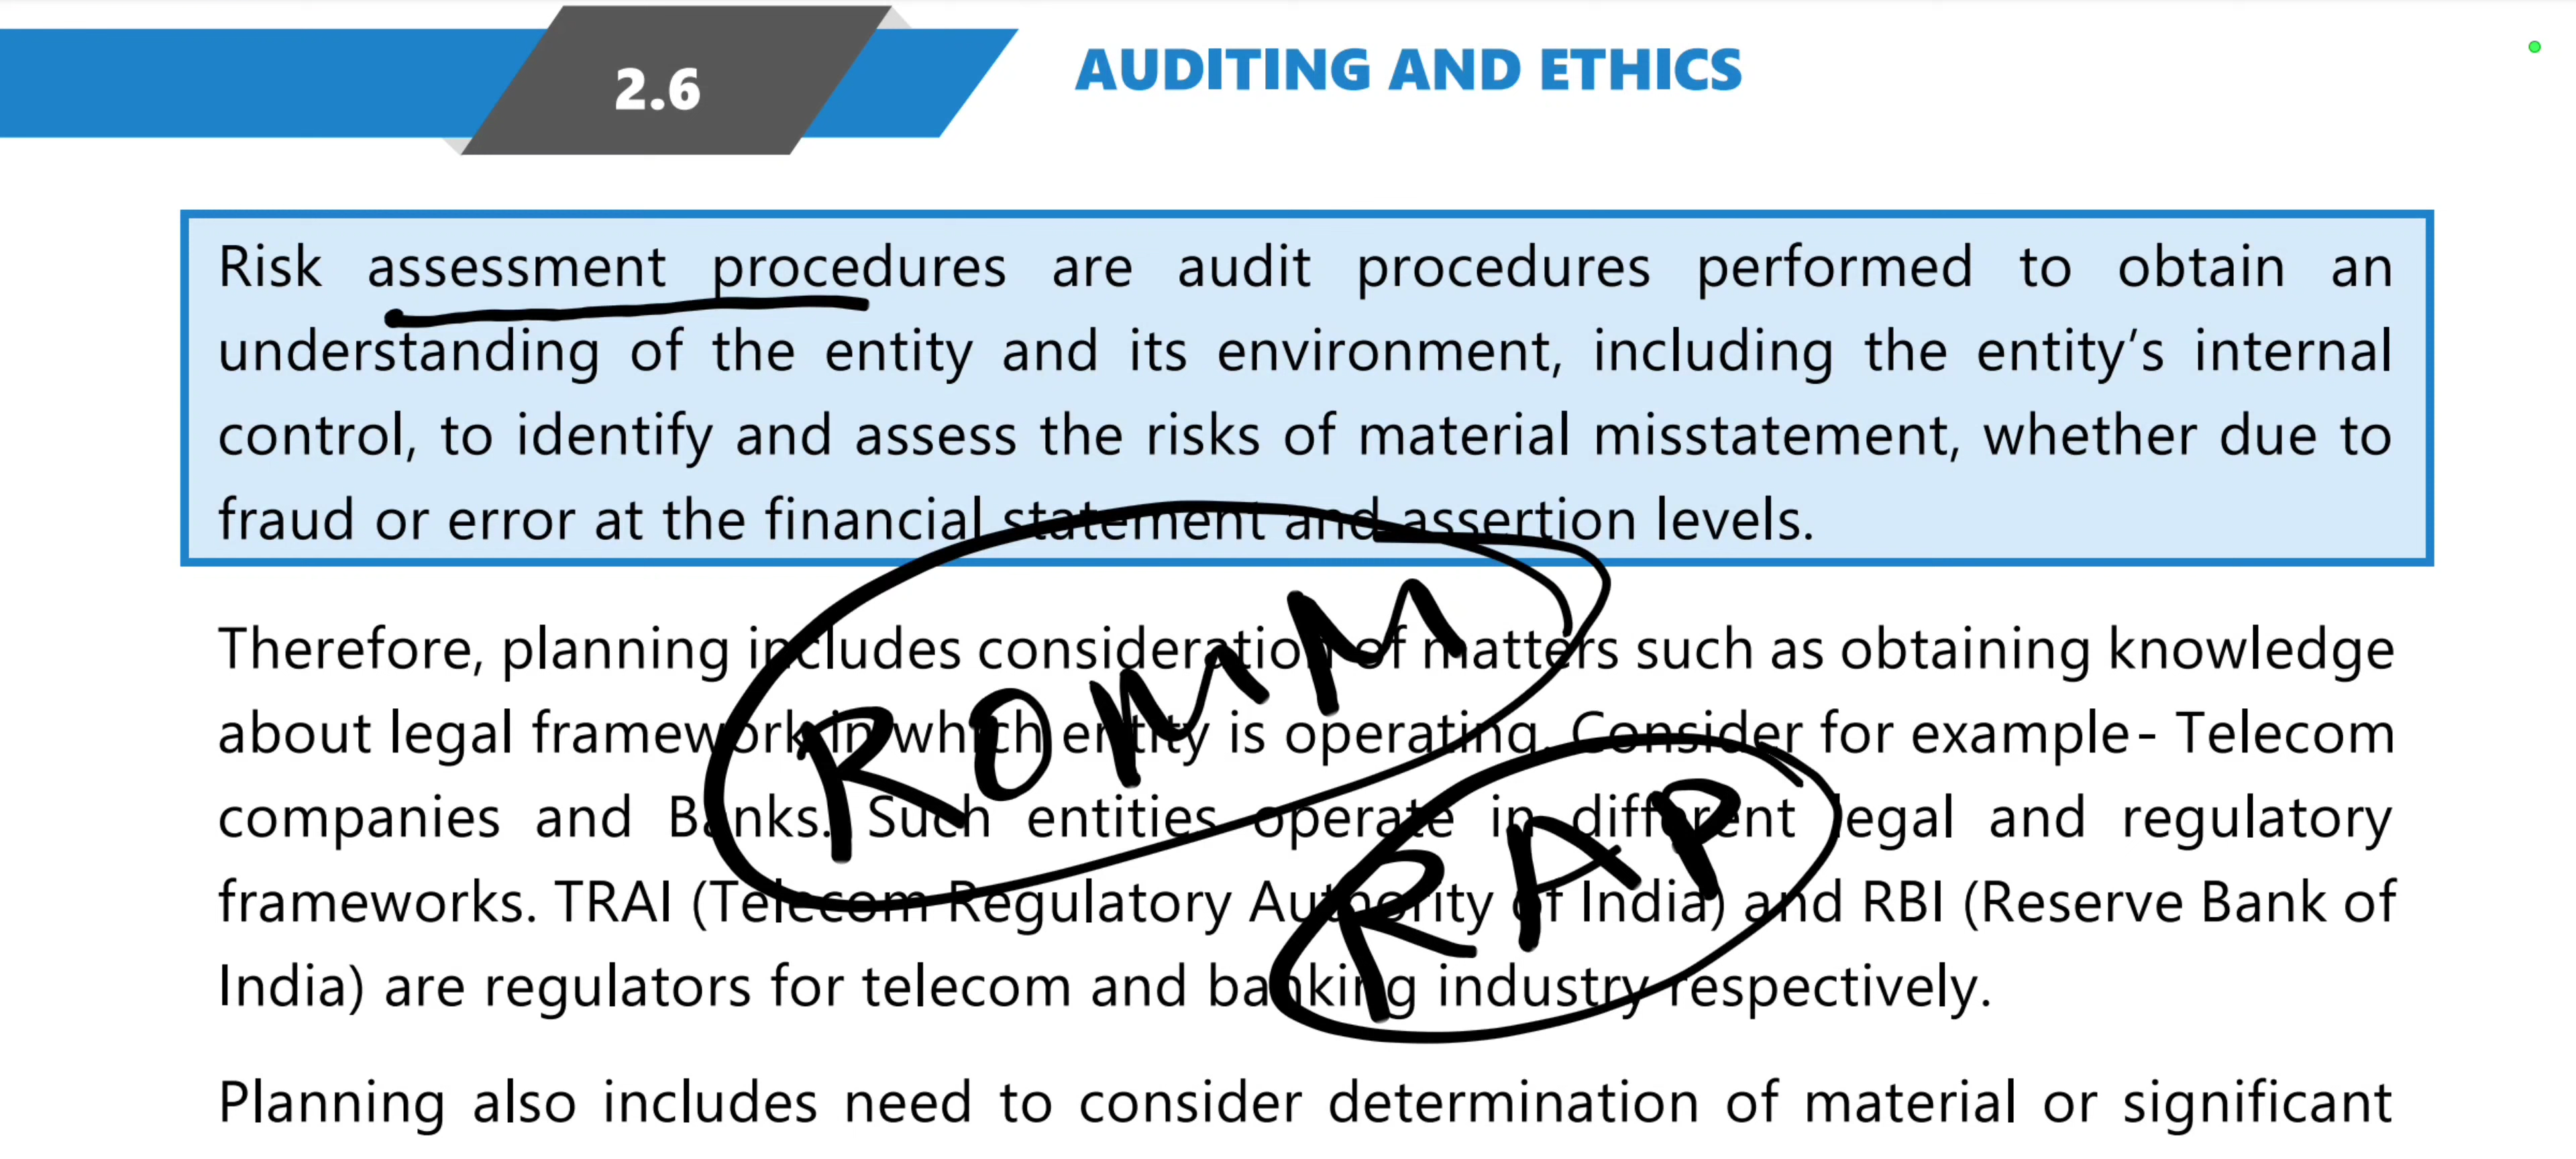 2.6
AUDITING AND ETHICS
Risk assessment procedures are audit procedures performed to obtain an
understanding of the entity and its environment, including the entity’s internal
control, to identify and assess the risks of material misstatement, whether due to
fraud or error at the financial statement and assertion levels.
Therefore, planning includes consideration of matters such as obtaining knowledge
about legal framework in which entity is operating. Consider for example- Telecom
companies and Banks. Such entities operate in different legal and regulatory
frameworks. TRAI (Telecom Regulatory Authority of India) and RBI (Reserve Bank of
India) are regulators for telecom and banking industry respectively.
ROMM
RAP
Planning also includes need to consider determination of material or significant